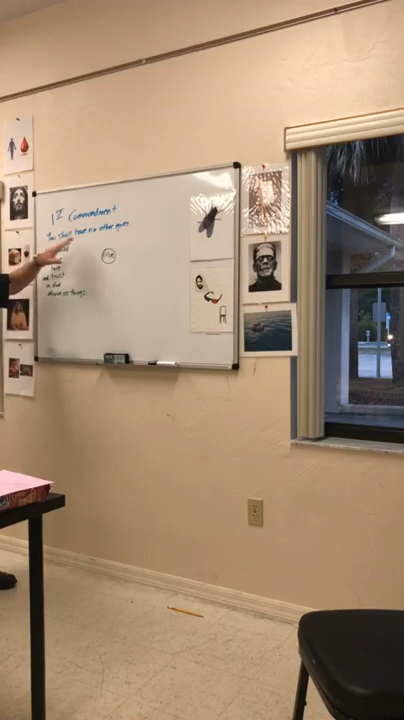 1ST Commandment
You shall have no other gods.
love
and trust
in God
above all things.